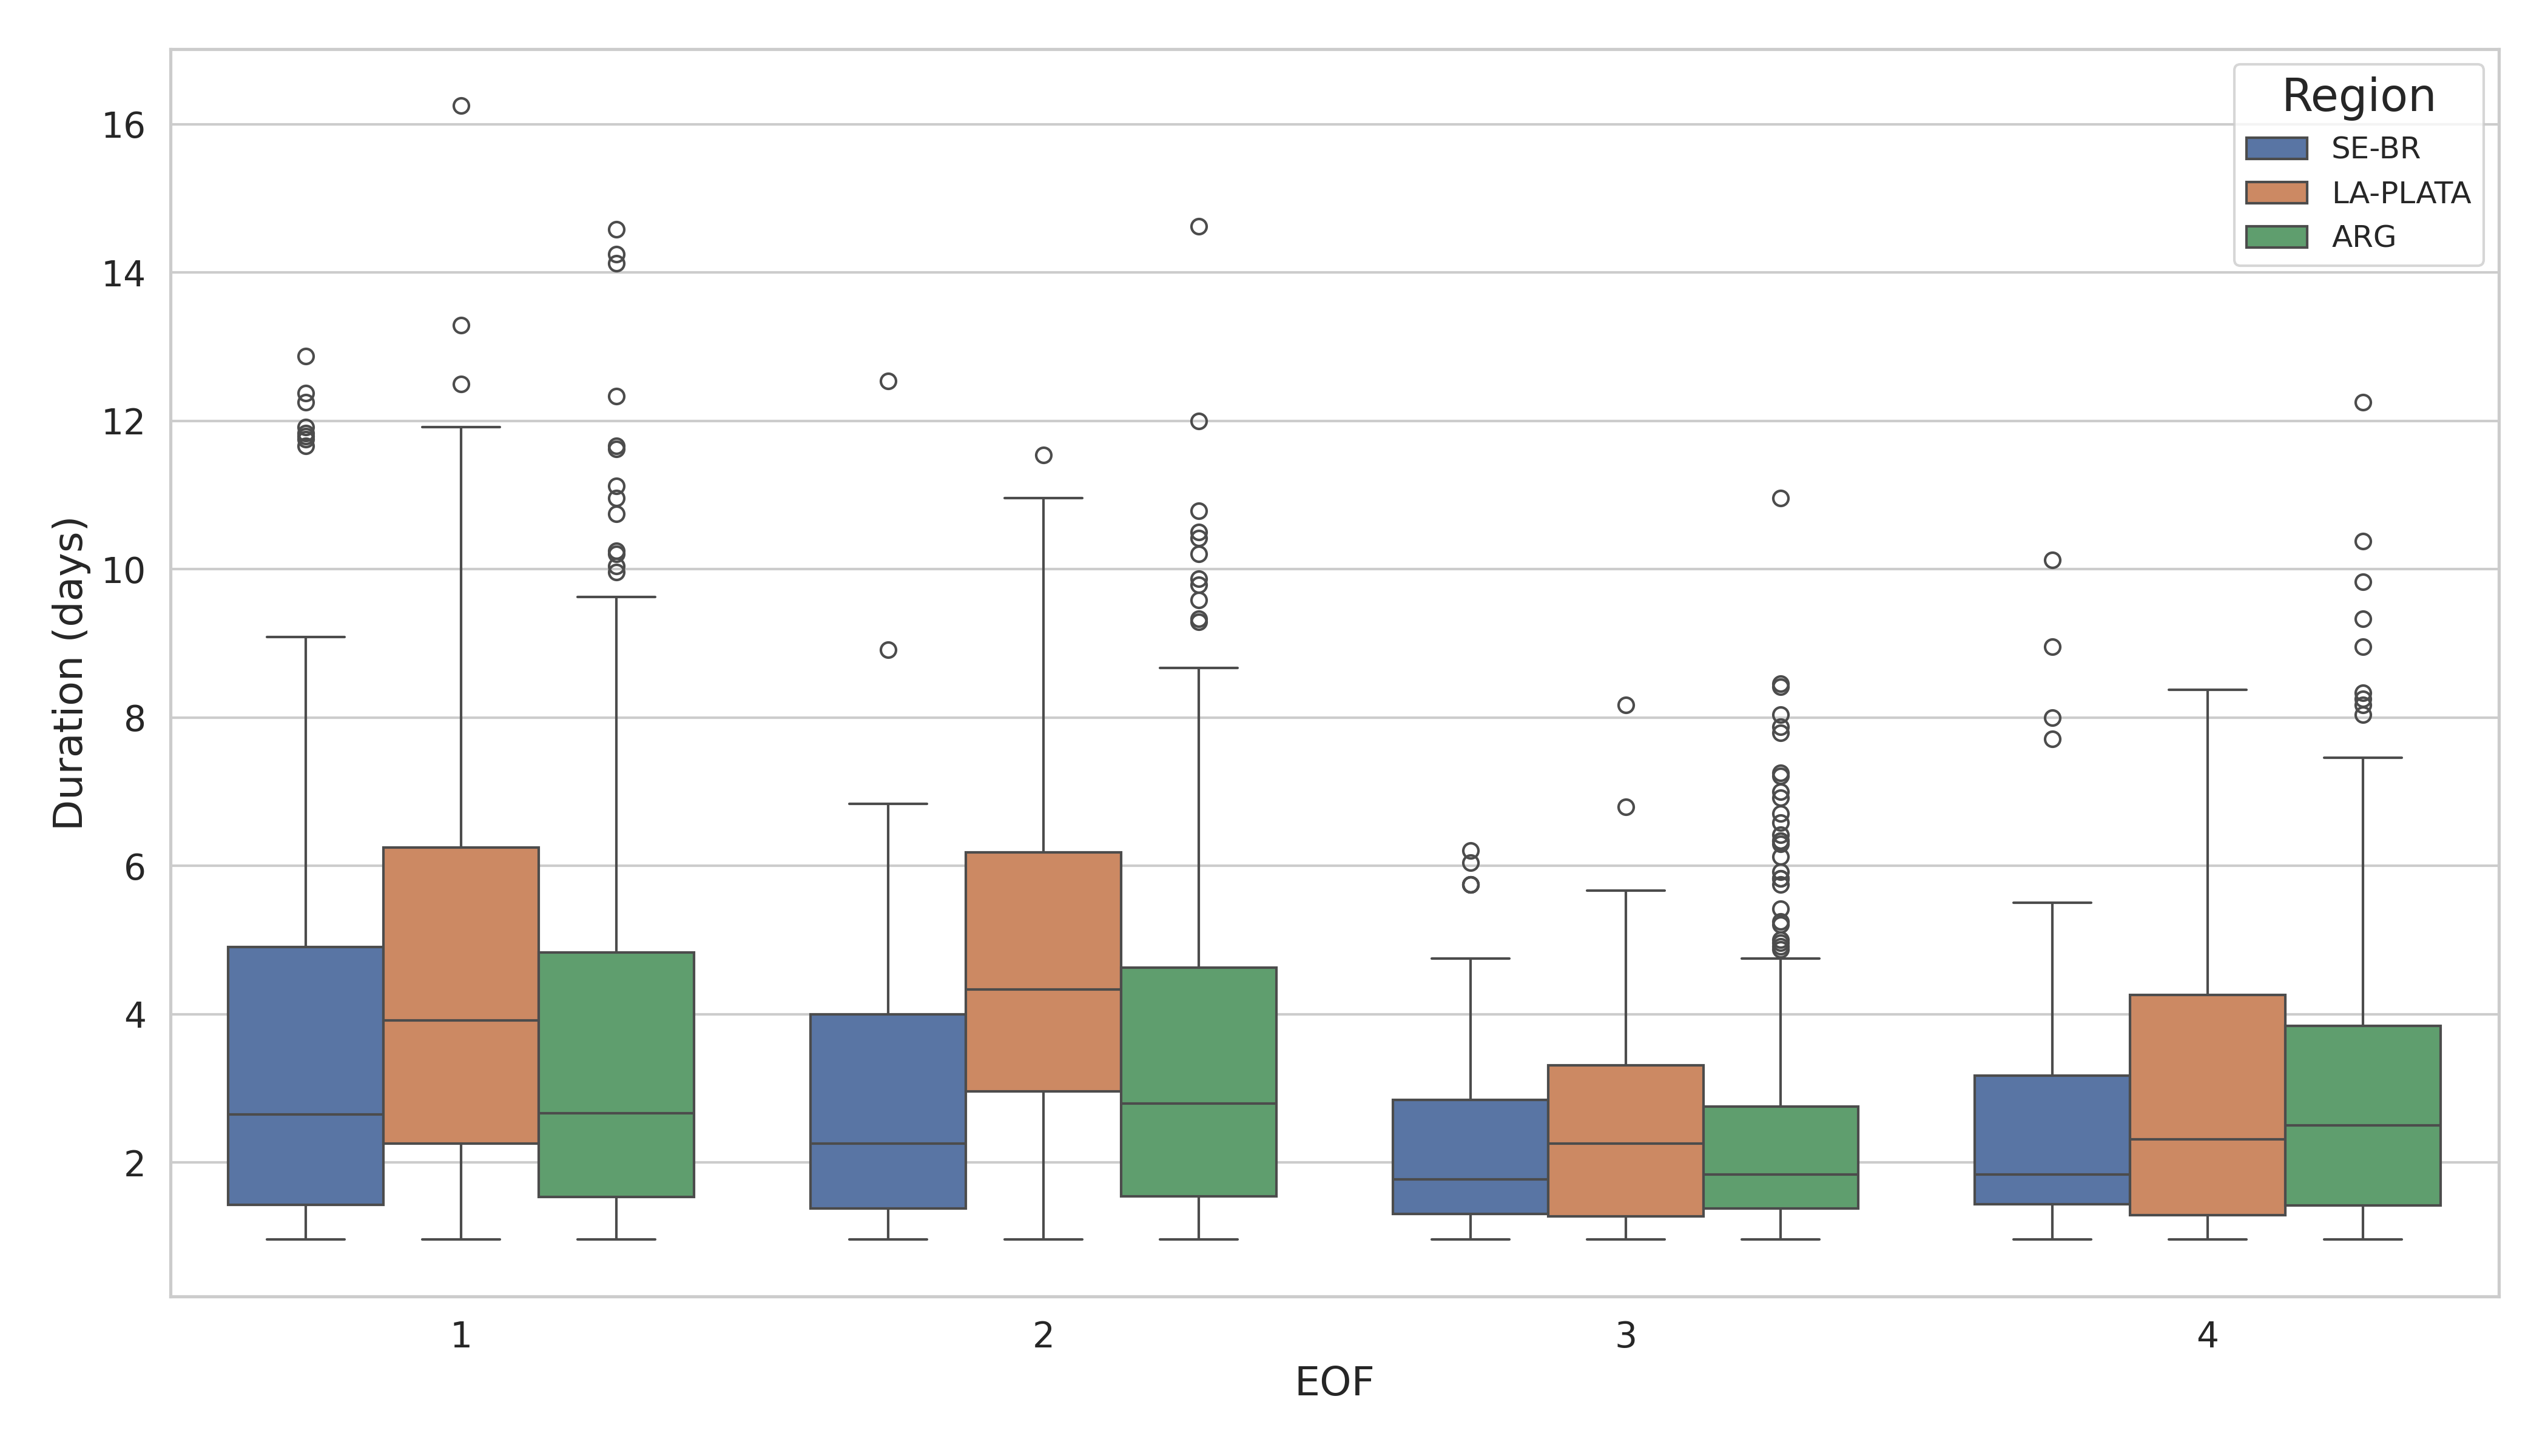 Region
SE-BR
LA-PLATA
ARG
16
14
12
10
8
6
4
2
Duration (days)
1 2 3 4
EOF